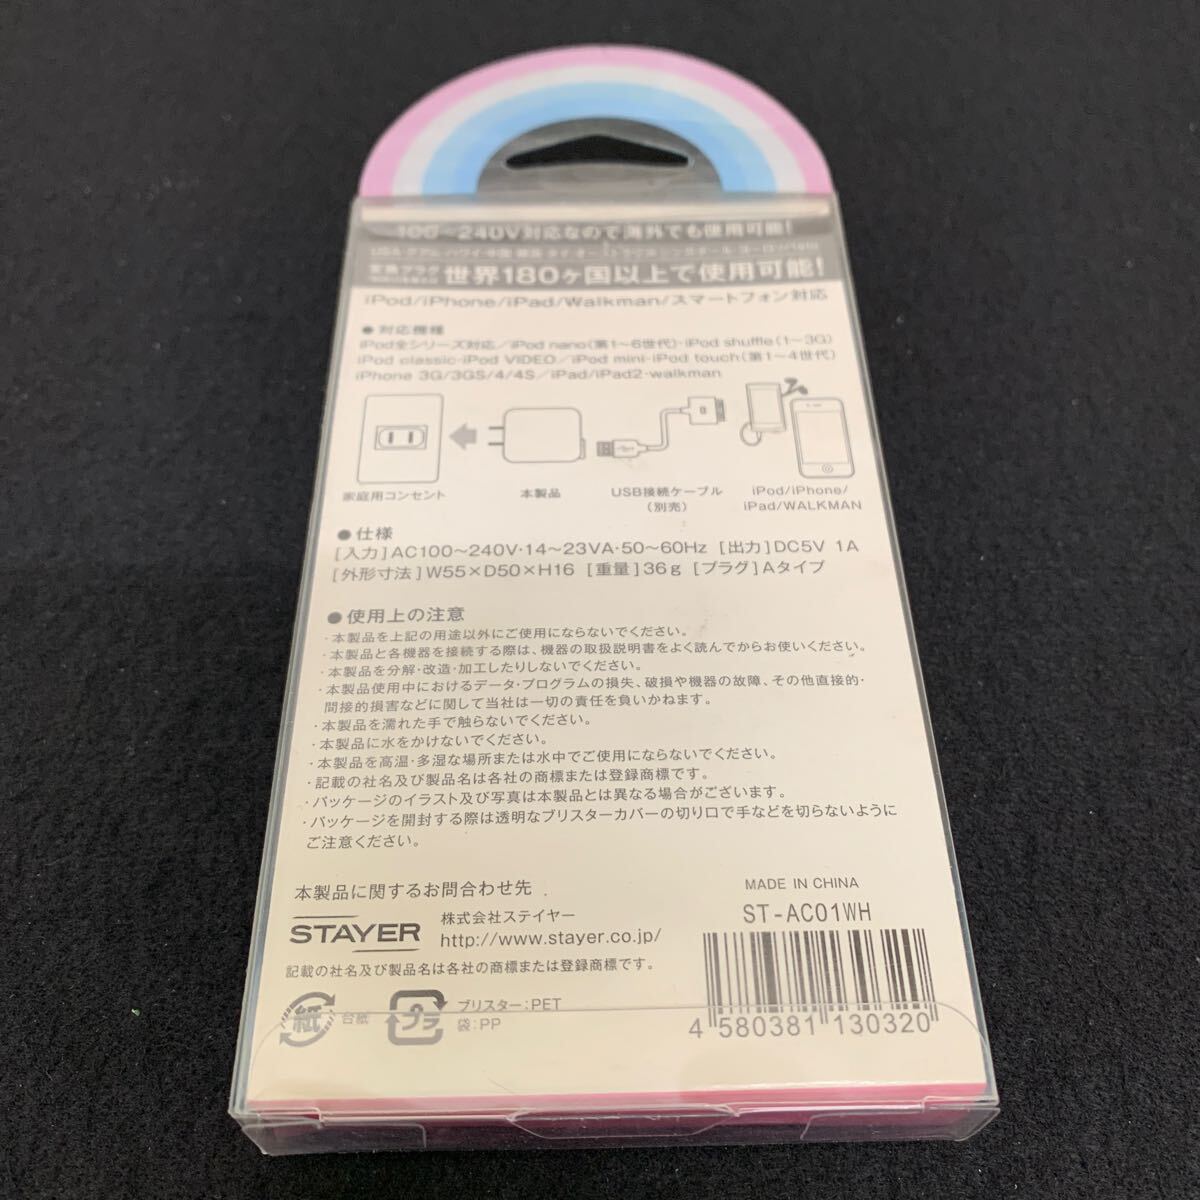 100〜240V対応なので海外でも使用可能!
変換プラグ
世界180ヶ国以上で使用可能!
iPod/iPhone/iPad/Walkman/スマートフォン対応
●対応機種
iPod全シリーズ対応/iPod nano(第1〜6世代)・iPod shuffle(1〜3G)
iPod classic・iPod VIDEO/iPod mini・iPod touch(第1〜4世代)
iPhone 3G/3GS/4/4S/iPad/iPad2・walkman
家庭用コンセント
本製品
USB接続ケーブル
(別売)
iPod/iPhone/
iPad/WALKMAN
●仕様
[入力]AC100〜240V・14〜23VA・50〜60Hz [出力]DC5V 1A
[外形寸法]W55×D50×H16 [重量]36g [プラグ]Aタイプ
●使用上の注意
・本製品を上記の用途以外にご使用にならないでください。
・本製品と各機器を接続する際は、機器の取扱説明書をよく読んでからお使いください。
・本製品を分解・改造・加工したりしないでください。
・本製品使用中におけるデータ・プログラムの損失、破損や機器の故障、その他直接的・
間接的損害などに関して当社は一切の責任を負いかねます。
・本製品を濡れた手で触らないでください。
・本製品に水をかけないでください。
・本製品を高温・多湿な場所または水中でご使用にならないでください。
・記載の社名及び製品名は各社の商標または登録商標です。
・パッケージのイラスト及び写真は本製品とは異なる場合がございます。
・パッケージを開封する際は透明なブリスターカバーの切り口で手などを切らないように
ご注意ください。
本製品に関するお問合わせ先
STAYER
株式会社ステイヤー
http://www.stayer.co.jp/
記載の社名及び製品名は各社の商標または登録商標です。
紙
台紙
プラ
ブリスター:PET
袋:PP
MADE IN CHINA
ST-AC01WH
4 580381 130320